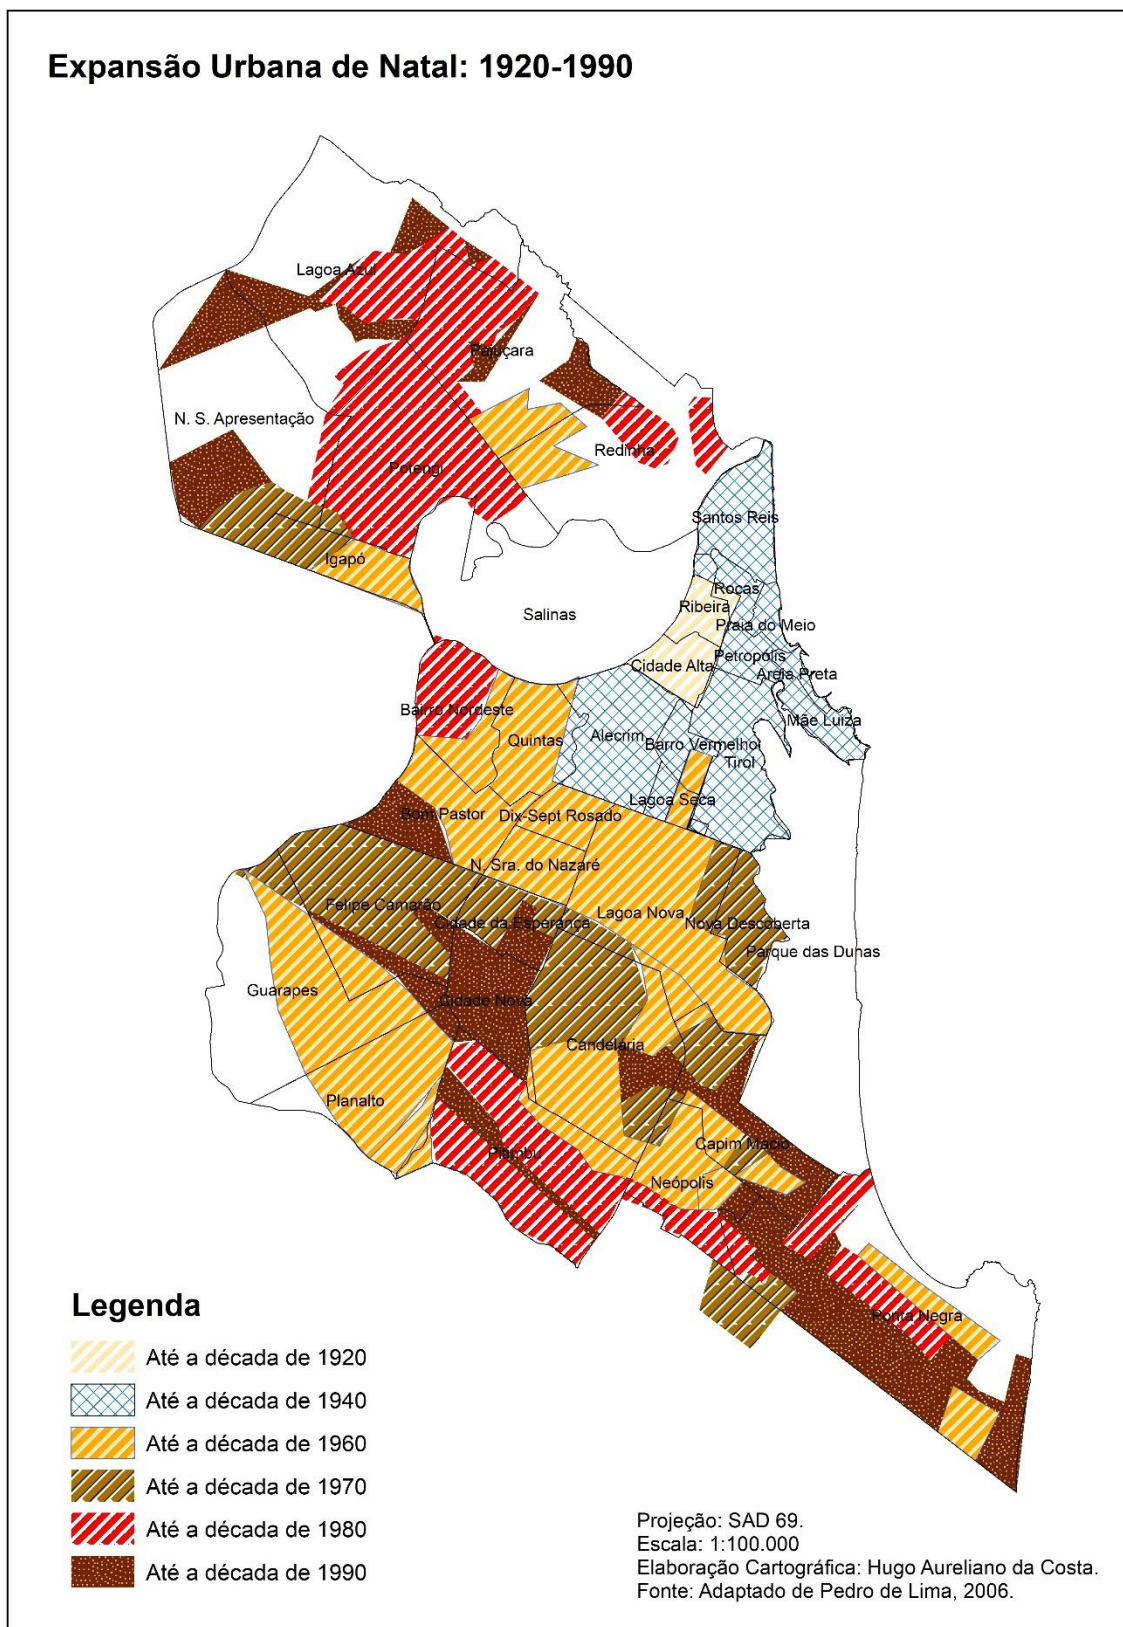 Expansão Urbana de Natal: 1920-1990
Lagoa Azul
Pajuçara
N. S. Apresentação
Redinha
Potengi
Santos Reis
Igapó
Rocas
Ribeira
Salinas
Praia do Meio
Petropolis
Cidade Alta
Areia Preta
Bairro Nordeste
Mãe Luiza
Quintas
Alecrim
Barro Vermelho
Tirol
Lagoa Seca
Bom Pastor
Dix-Sept Rosado
N. Sra. do Nazaré
Felipe Camarão
Lagoa Nova
Cidade da Esperança
Nova Descoberta
Parque das Dunas
Guarapes
Cidade Nova
Candelária
Planalto
Capim Macio
Pitimbu
Neópolis
Ponta Negra
Legenda
Até a década de 1920
Até a década de 1940
Até a década de 1960
Até a década de 1970
Até a década de 1980
Até a década de 1990
Projeção: SAD 69.
Escala: 1:100.000
Elaboração Cartográfica: Hugo Aureliano da Costa.
Fonte: Adaptado de Pedro de Lima, 2006.